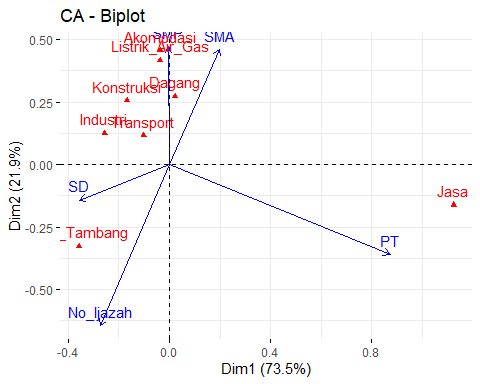 CA - Biplot
0.50
0.25
0.00
-0.25
-0.50
Dim2 (21.9%)
Akomodasi
SMA
Listrik_Air_Gas
Dagang
Konstruksi
Industri
Transport
SD
Jasa
_Tambang
PT
No_Ijazah
-0.4
0.0
0.4
0.8
Dim1 (73.5%)